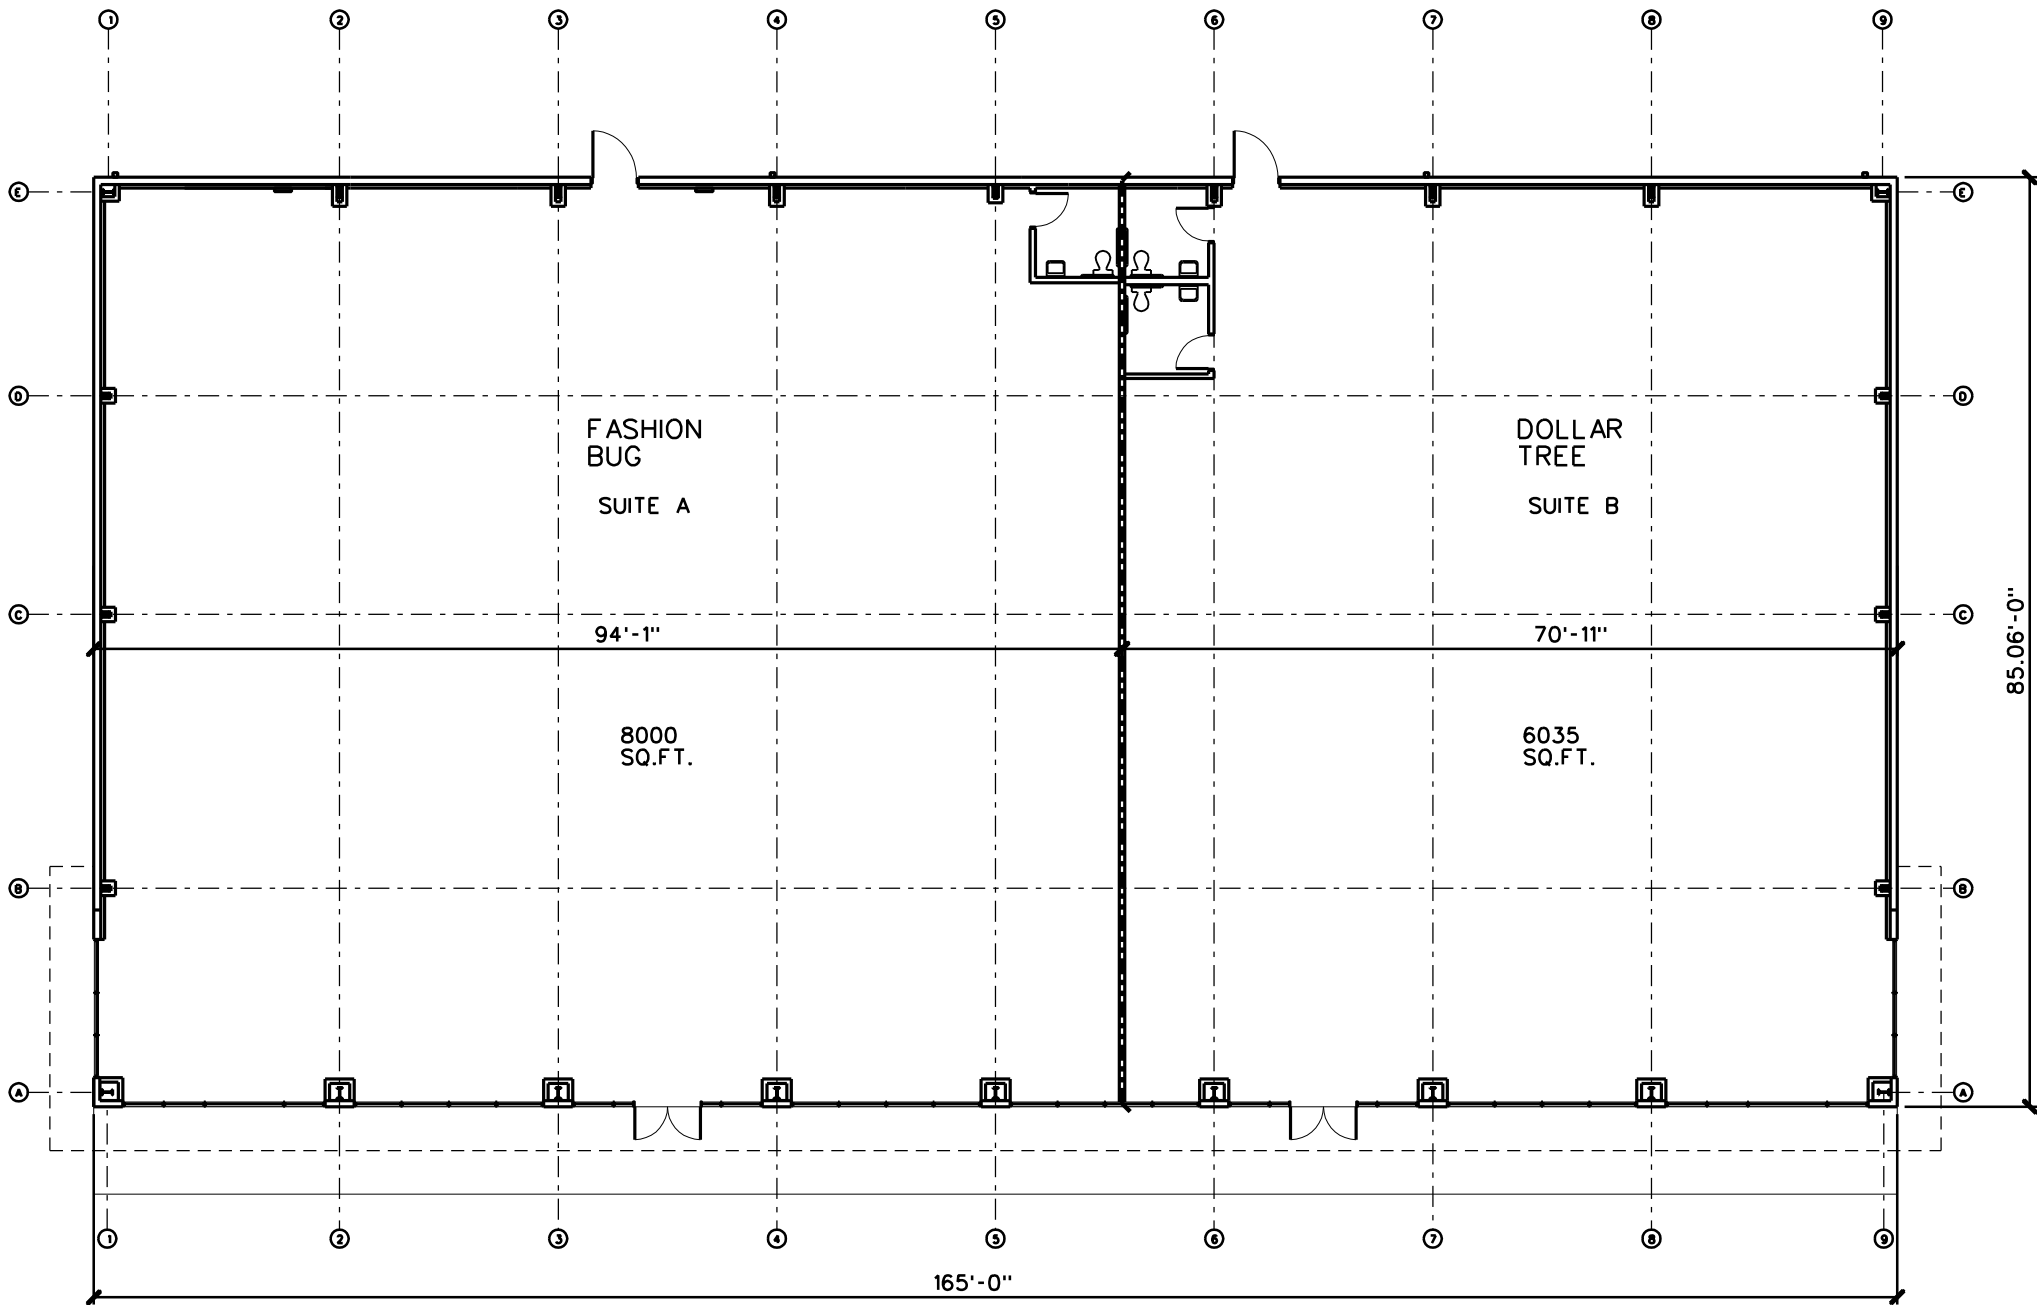 1 2 3 4 5 6 7 8 9
E E
D D
FASHION
BUG
SUITE A
DOLLAR
TREE
SUITE B
C C
94'-1"
70'-11"
85.06'-0"
8000
SQ.FT.
6035
SQ.FT.
B B
A A
1 2 3 4 5 6 7 8 9
165'-0"